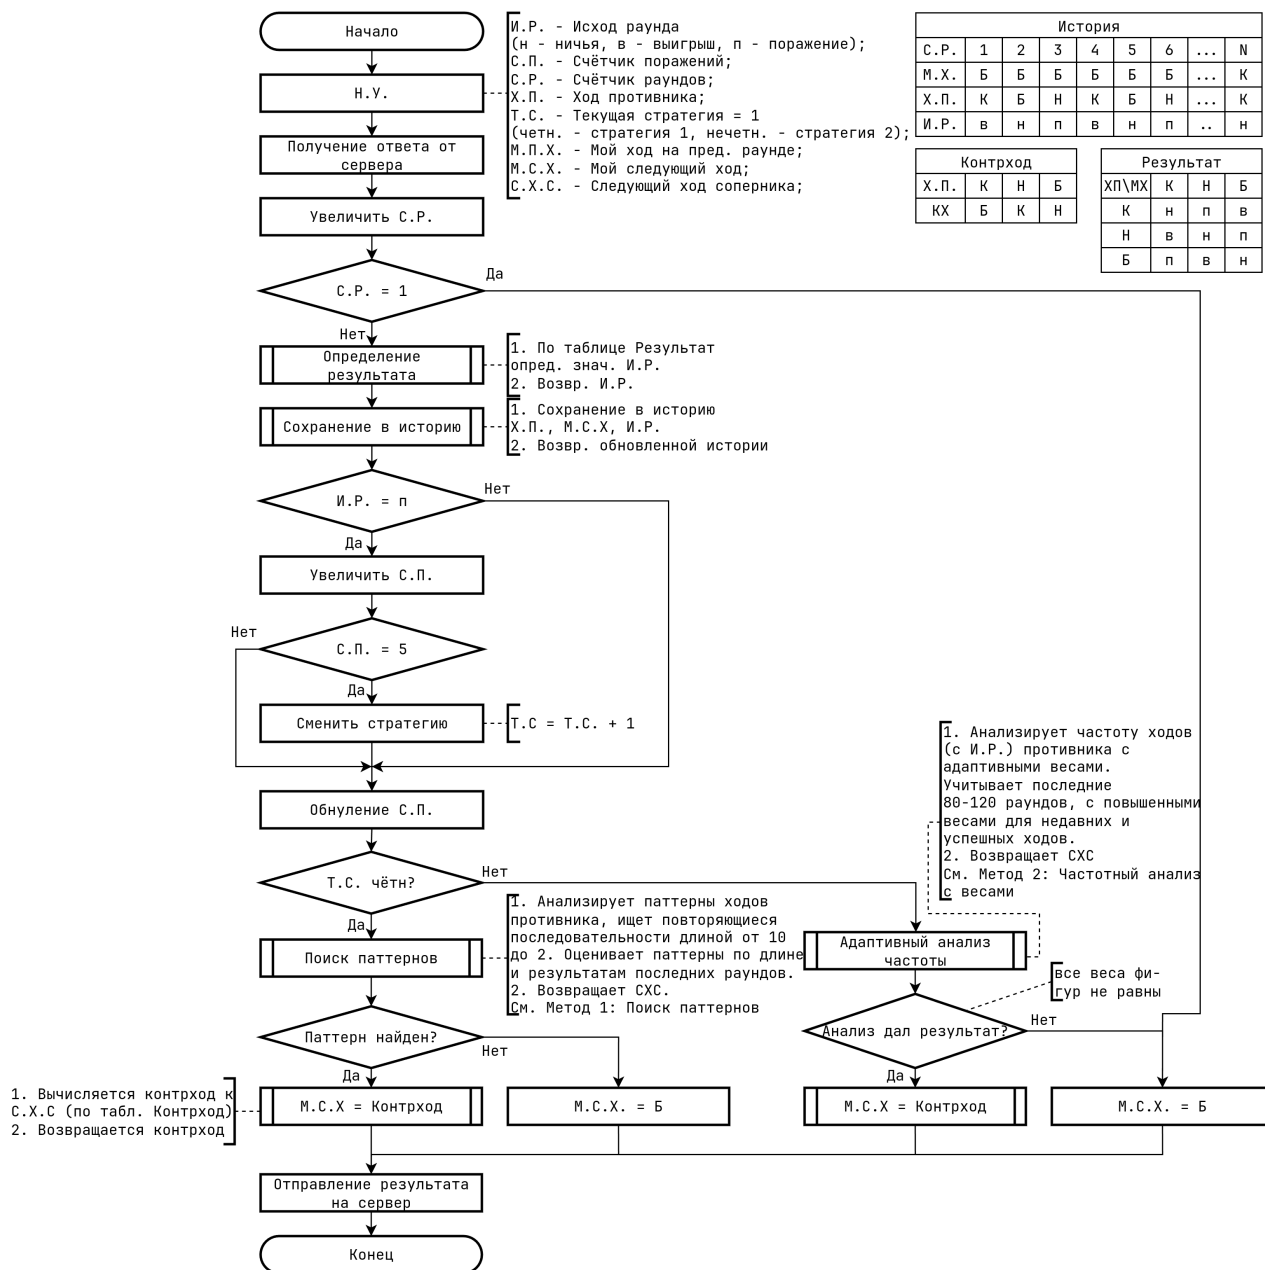 Начало
Н.У.
Получение ответа от
сервера
Увеличить С.Р.
С.Р. = 1
Да
Нет
И.Р. - Исход раунда
(н - ничья, в - выигрыш, п - поражение);
С.П. - Счётчик поражений;
С.Р. - Счётчик раундов;
Х.П. - Ход противника;
Т.С. - Текущая стратегия = 1
(четн. - стратегия 1, нечетн. - стратегия 2);
М.П.Х. - Мой ход на пред. раунде;
М.С.Х. - Мой следующий ход;
С.Х.С. - Следующий ход соперника;
История
С.Р. 1 2 3 4 5 6 ... N
М.Х. Б Б Б Б Б Б ... К
Х.П. К Б Н К Б Н ... К
И.Р. в н п в н п .. н
Контрход
Х.П. К Н Б
КХ Б К Н
Результат
ХП\МХ К Н Б
К н п в
Н в н п
Б п в н
Определение
результата
1. По таблице Результат
опред. знач. И.Р.
2. Возвр. И.Р.
Сохранение в историю
1. Сохранение в историю
Х.П., М.С.Х, И.Р.
2. Возвр. обновленной истории
И.Р. = п
Нет
Да
Увеличить С.П.
С.П. = 5
Нет
Да
Сменить стратегию
Т.С = Т.С. + 1
Обнуление С.П.
Т.С. чётн?
Нет
Да
1. Анализирует частоту ходов
(с И.Р.) противника с
адаптивными весами.
Учитывает последние
80-120 раундов, с повышенными
весами для недавних и
успешных ходов.
2. Возвращает СХС
См. Метод 2: Частотный анализ
с весами
Поиск паттернов
1. Анализирует паттерны ходов
противника, ищет повторяющиеся
последовательности длиной от 10
до 2. Оценивает паттерны по длине
и результатам последних раундов.
2. Возвращает СХС.
См. Метод 1: Поиск паттернов
Адаптивный анализ
частоты
все веса фи-
гур не равны
Паттерн найден?
Нет
Да
Анализ дал результат?
Нет
Да
1. Вычисляется контрход к
С.Х.С (по табл. Контрход)
2. Возвращается контрход
М.С.Х = Контрход
М.С.Х. = Б
М.С.Х = Контрход
М.С.Х. = Б
Отправление результата
на сервер
Конец